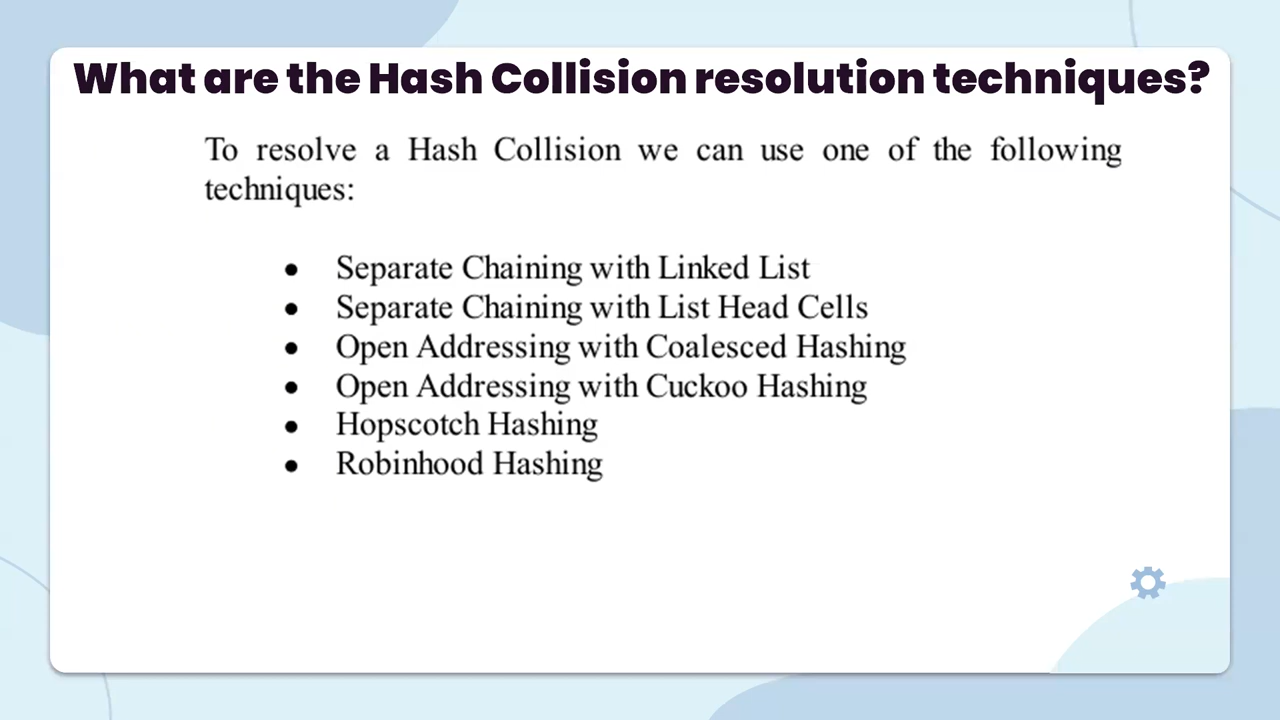 What are the Hash Collision resolution techniques?
To resolve a Hash Collision we can use one of the following
techniques:
● Separate Chaining with Linked List
● Separate Chaining with List Head Cells
● Open Addressing with Coalesced Hashing
● Open Addressing with Cuckoo Hashing
● Hopscotch Hashing
● Robinhood Hashing